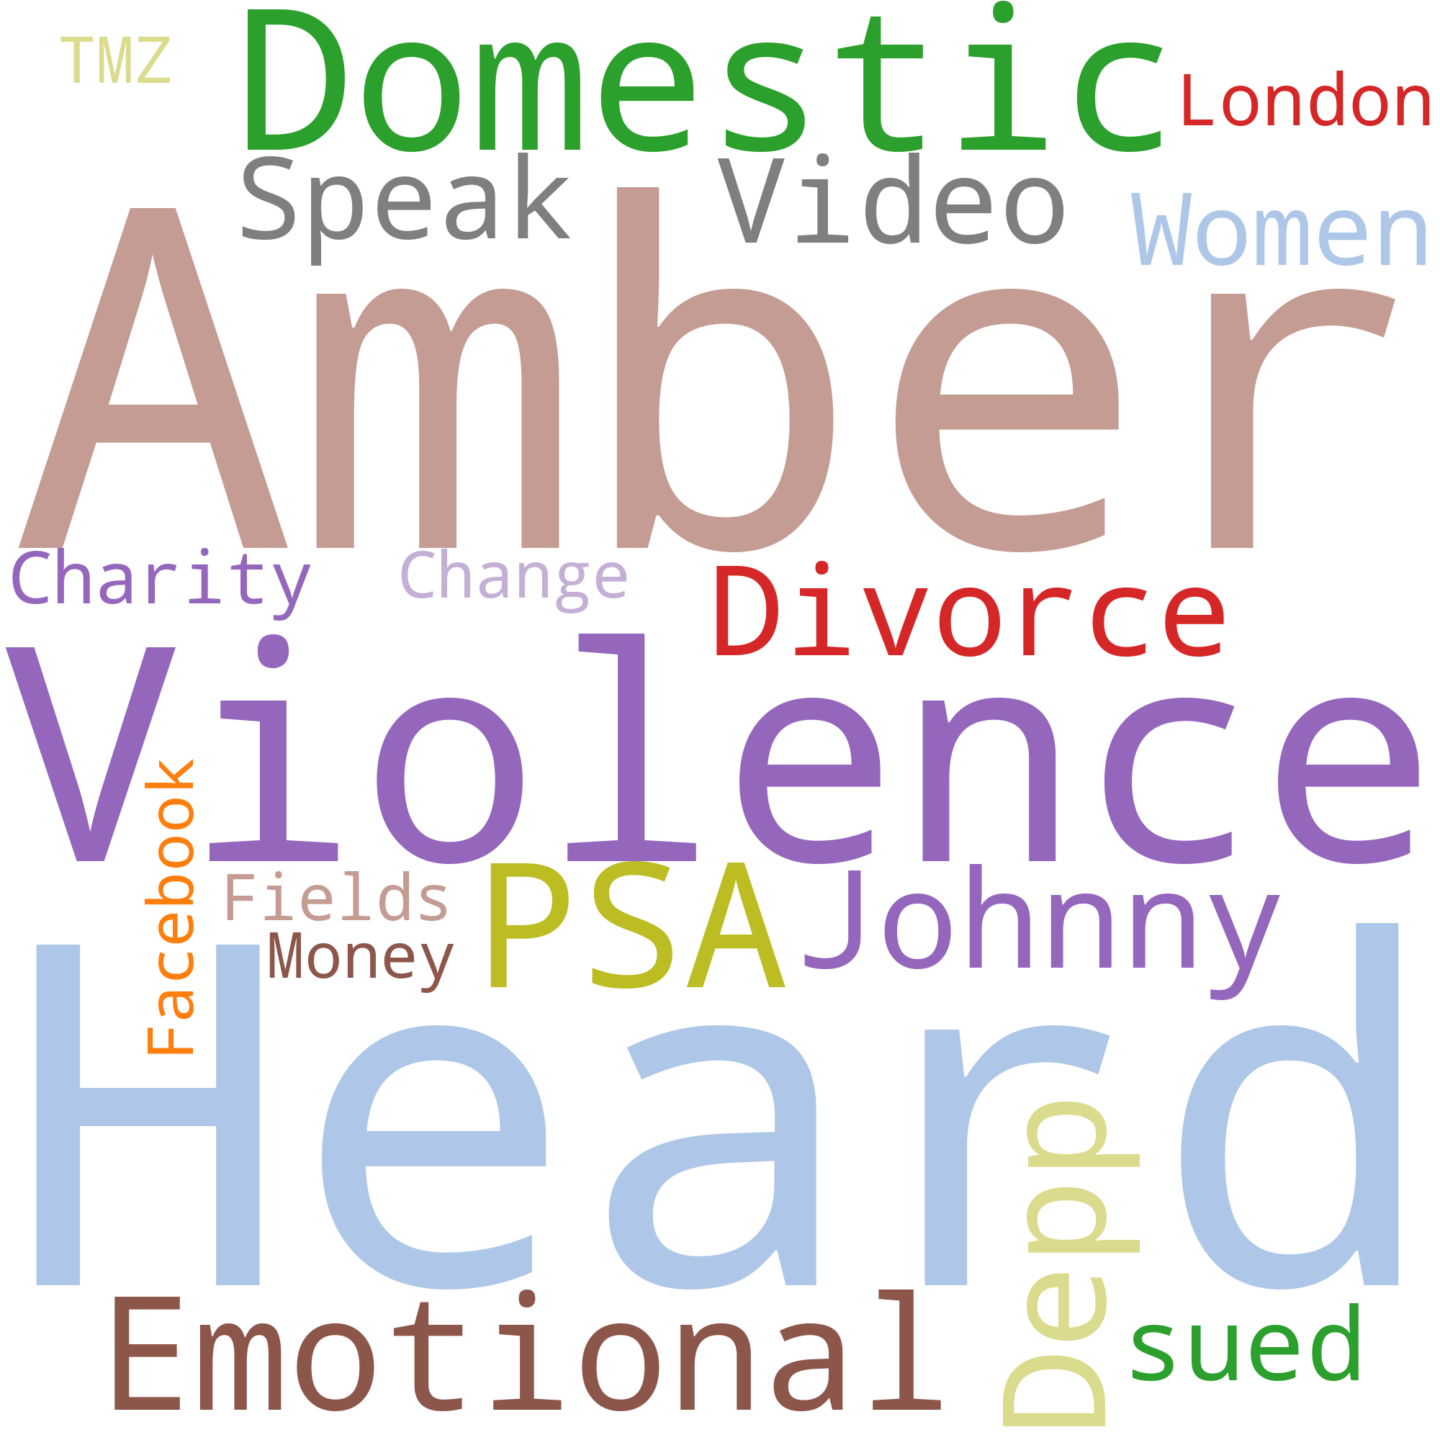 TMZ
Domestic
London
Speak
Video
Women
Amber
Charity
Change
Divorce
Violence
Facebook
Fields
PSA
Johnny
Money
Heard
Depp
Emotional
sued